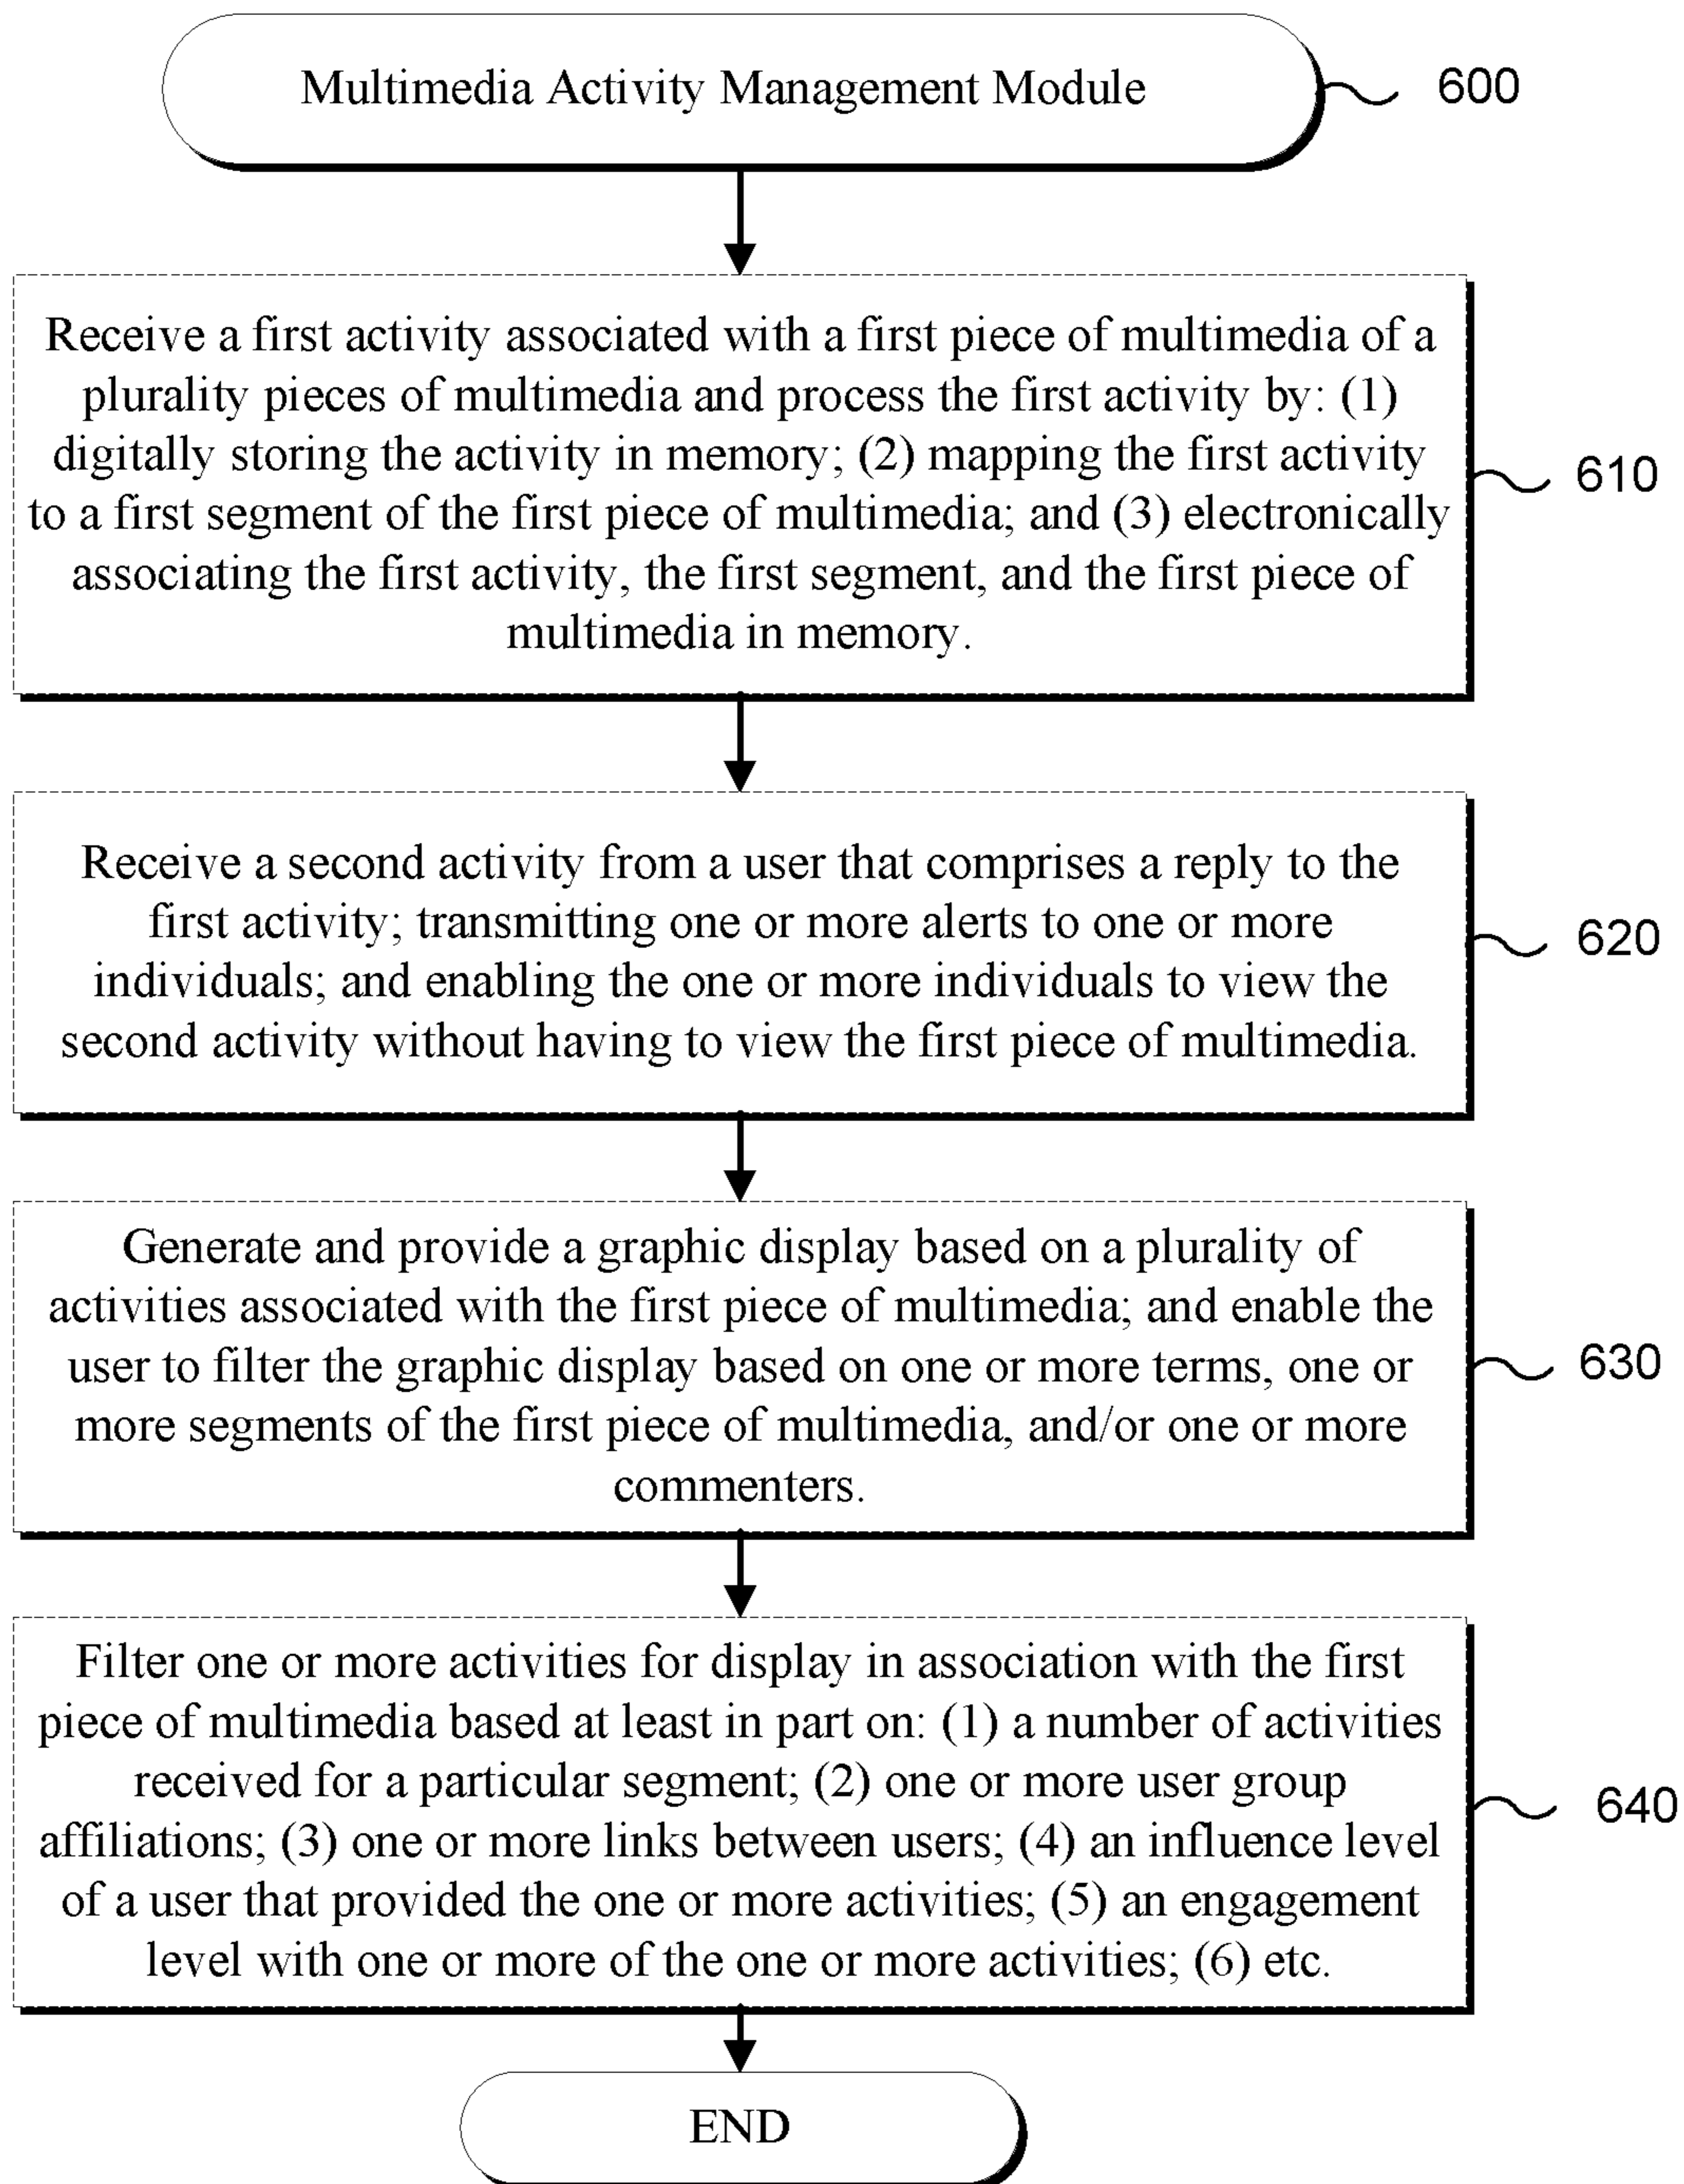 Multimedia Activity Management Module
600
Receive a first activity associated with a first piece of multimedia of a
plurality pieces of multimedia and process the first activity by: (1)
digitally storing the activity in memory; (2) mapping the first activity
to a first segment of the first piece of multimedia; and (3) electronically
associating the first activity, the first segment, and the first piece of
multimedia in memory.
610
Receive a second activity from a user that comprises a reply to the
first activity; transmitting one or more alerts to one or more
individuals; and enabling the one or more individuals to view the
second activity without having to view the first piece of multimedia.
620
Generate and provide a graphic display based on a plurality of
activities associated with the first piece of multimedia; and enable the
user to filter the graphic display based on one or more terms, one or
more segments of the first piece of multimedia, and/or one or more
commenters.
630
Filter one or more activities for display in association with the first
piece of multimedia based at least in part on: (1) a number of activities
received for a particular segment; (2) one or more user group
affiliations; (3) one or more links between users; (4) an influence level
of a user that provided the one or more activities; (5) an engagement
level with one or more of the one or more activities; (6) etc.
640
END